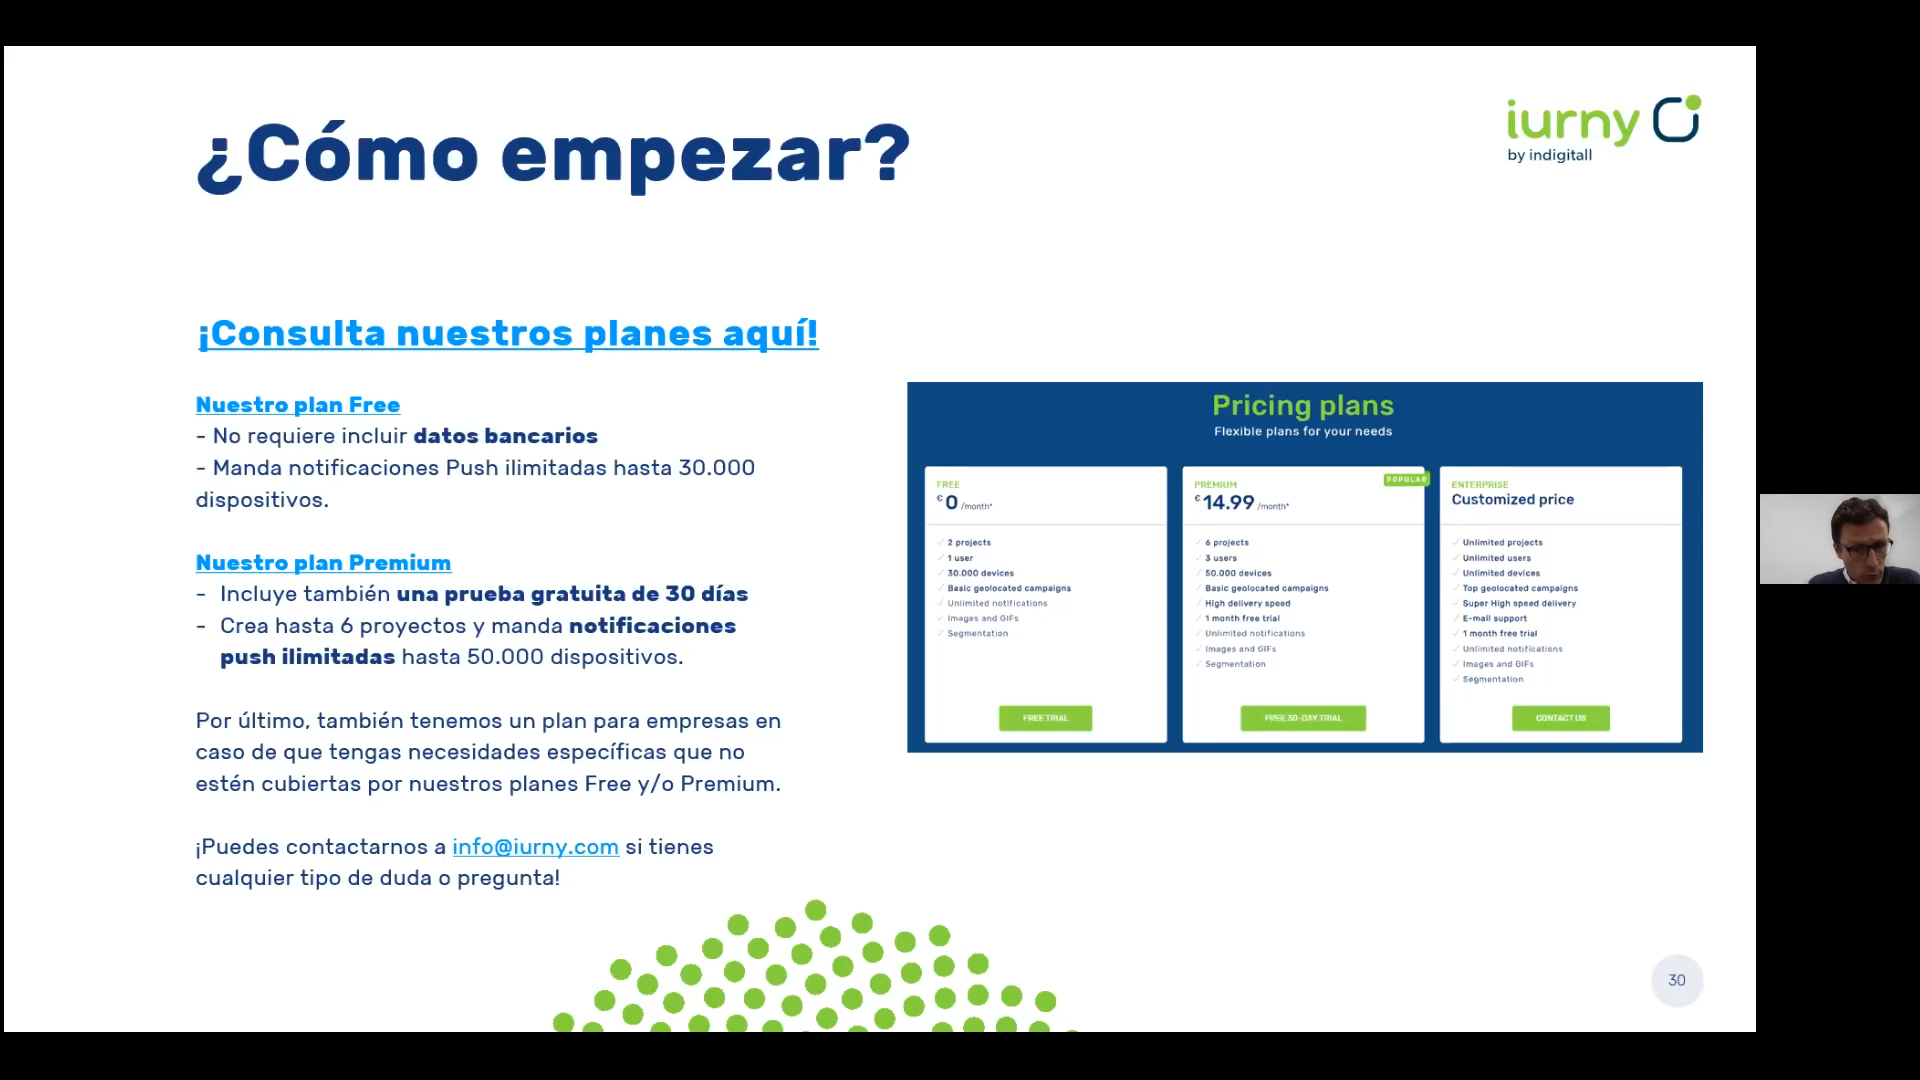 ¿Cómo empezar?
iurny
by indigitall
¡Consulta nuestros planes aquí!
Nuestro plan Free
- No requiere incluir datos bancarios
- Manda notificaciones Push ilimitadas hasta 30.000
dispositivos.
Nuestro plan Premium
- Incluye también una prueba gratuita de 30 días
- Crea hasta 6 proyectos y manda notificaciones
push ilimitadas hasta 50.000 dispositivos.
Por último, también tenemos un plan para empresas en
caso de que tengas necesidades específicas que no
estén cubiertas por nuestros planes Free y/o Premium.
¡Puedes contactarnos a info@iurny.com si tienes
cualquier tipo de duda o pregunta!
Pricing plans
Flexible plans for your needs
FREE
€ 0 /month*
✓ 2 projects
✓ 1 user
✓ 30.000 devices
✓ Basic geolocated campaigns
✓ Unlimited notifications
✓ Images and GIFs
✓ Segmentation
FREE TRIAL
POPULAR
PREMIUM
€ 14.99 /month*
✓ 6 projects
✓ 3 users
✓ 50.000 devices
✓ Basic geolocated campaigns
✓ High delivery speed
✓ 1 month free trial
✓ Unlimited notifications
✓ Images and GIFs
✓ Segmentation
FREE 30-DAY TRIAL
ENTERPRISE
Customized price
✓ Unlimited projects
✓ Unlimited users
✓ Unlimited devices
✓ Top geolocated campaigns
✓ Super High speed delivery
✓ E-mail support
✓ 1 month free trial
✓ Unlimited notifications
✓ Images and GIFs
✓ Segmentation
CONTACT US
30